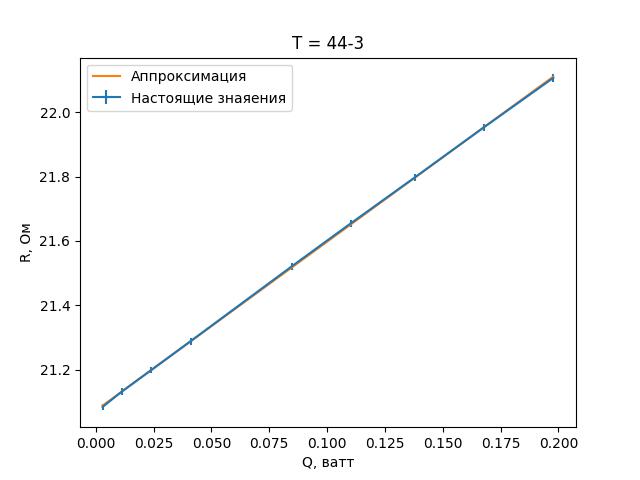 T = 44-3
Аппроксимация
Настоящие знаяения
R, Ом
22.0
21.8
21.6
21.4
21.2
0.000 0.025 0.050 0.075 0.100 0.125 0.150 0.175 0.200
Q, ватт